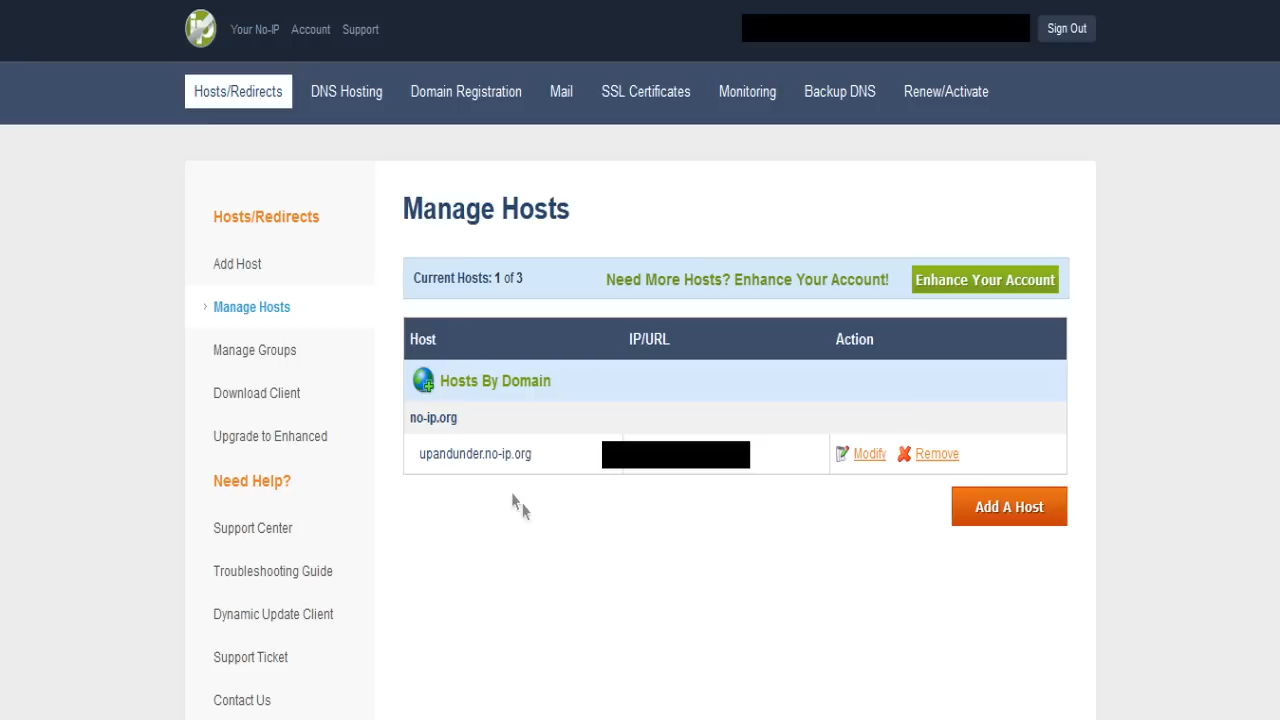 ip Your No-IP Account Support Sign Out
Hosts/Redirects DNS Hosting Domain Registration Mail SSL Certificates Monitoring Backup DNS Renew/Activate
Hosts/Redirects
Add Host
Manage Hosts
Manage Groups
Download Client
Upgrade to Enhanced
Need Help?
Support Center
Troubleshooting Guide
Dynamic Update Client
Support Ticket
Contact Us
Manage Hosts
Current Hosts: 1 of 3 Need More Hosts? Enhance Your Account! Enhance Your Account
Host IP/URL Action
Hosts By Domain
no-ip.org
upandunder.no-ip.org Modify Remove
Add A Host